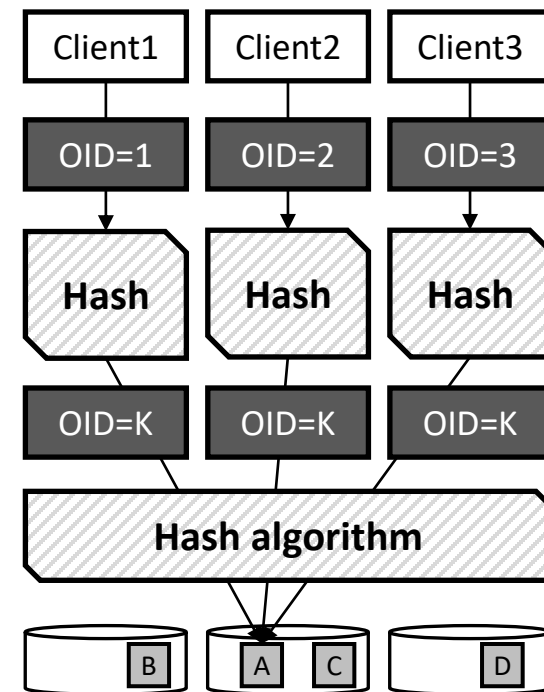 Client1 Client2 Client3
OID=1 OID=2 OID=3
Hash Hash Hash
OID=K OID=K OID=K
Hash algorithm
B A C D